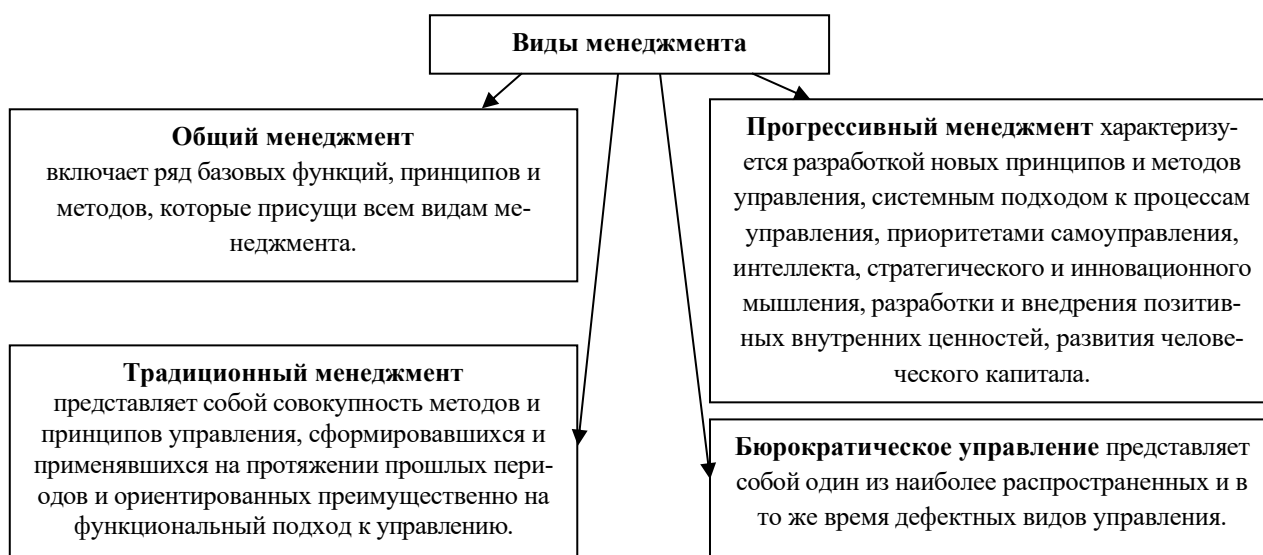 Виды менеджмента
Общий менеджмент
включает ряд базовых функций, принципов и
методов, которые присущи всем видам ме-
неджмента.
Прогрессивный менеджмент характеризу-
ется разработкой новых принципов и методов
управления, системным подходом к процессам
управления, приоритетами самоуправления,
интеллекта, стратегического и инновационного
мышления, разработки и внедрения позитив-
ных внутренних ценностей, развития челове-
ческого капитала.
Традиционный менеджмент
представляет собой совокупность методов и
принципов управления, сформировавшихся и
применявшихся на протяжении прошлых пери-
одов и ориентированных преимущественно на
функциональный подход к управлению.
Бюрократическое управление представляет
собой один из наиболее распространенных и в
то же время дефектных видов управления.